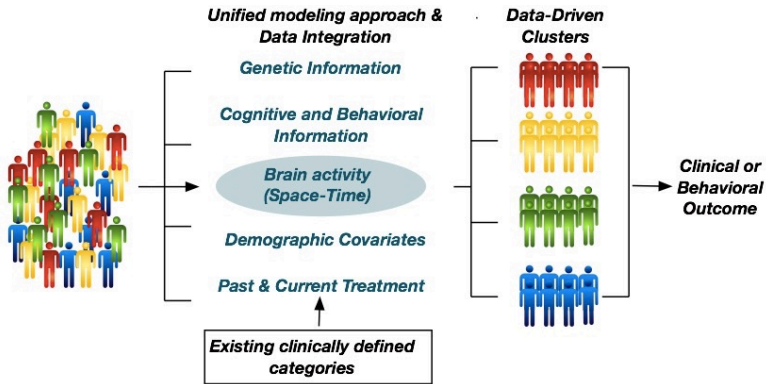 Unified modeling approach &
Data Integration
Data-Driven
Clusters
Genetic Information
Cognitive and Behavioral
Information
Brain activity
(Space-Time)
Demographic Covariates
Past & Current Treatment
Existing clinically defined
categories
Clinical or
Behavioral
Outcome